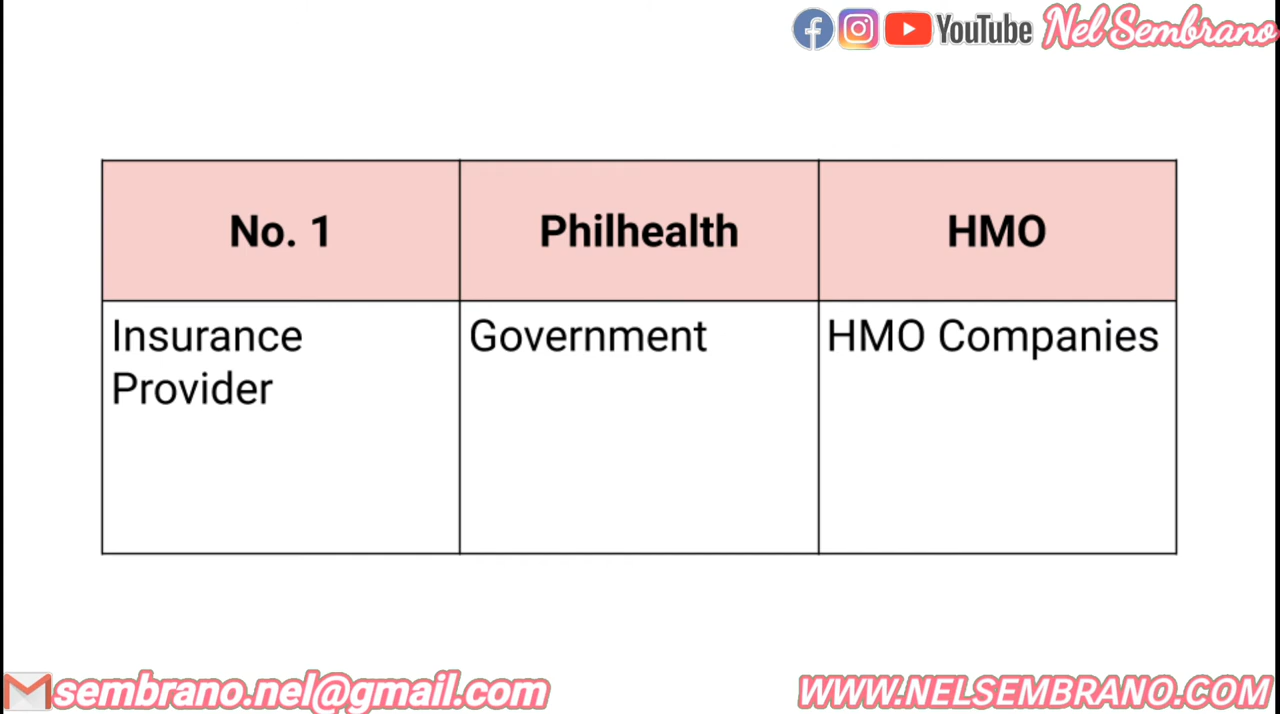 YouTube Nel Sembrano
No. 1 Philhealth HMO
Insurance Government HMO Companies
Provider
sembrano.nel@gmail.com WWW.NELSEMBRANO.COM